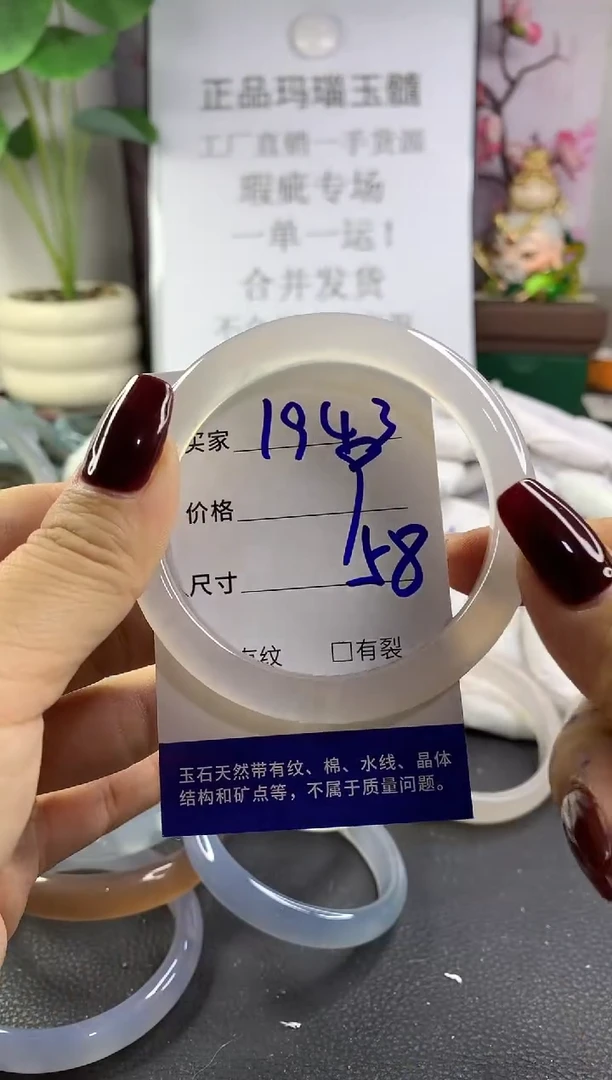 正品玛瑙玉髓
工厂直销一手货源
瑕疵专场
一单一运！
合并发货
买家 1943
价格
尺寸 58
纹 □有裂
玉石天然带有纹、棉、水线、晶体
结构和矿点等，不属于质量问题。